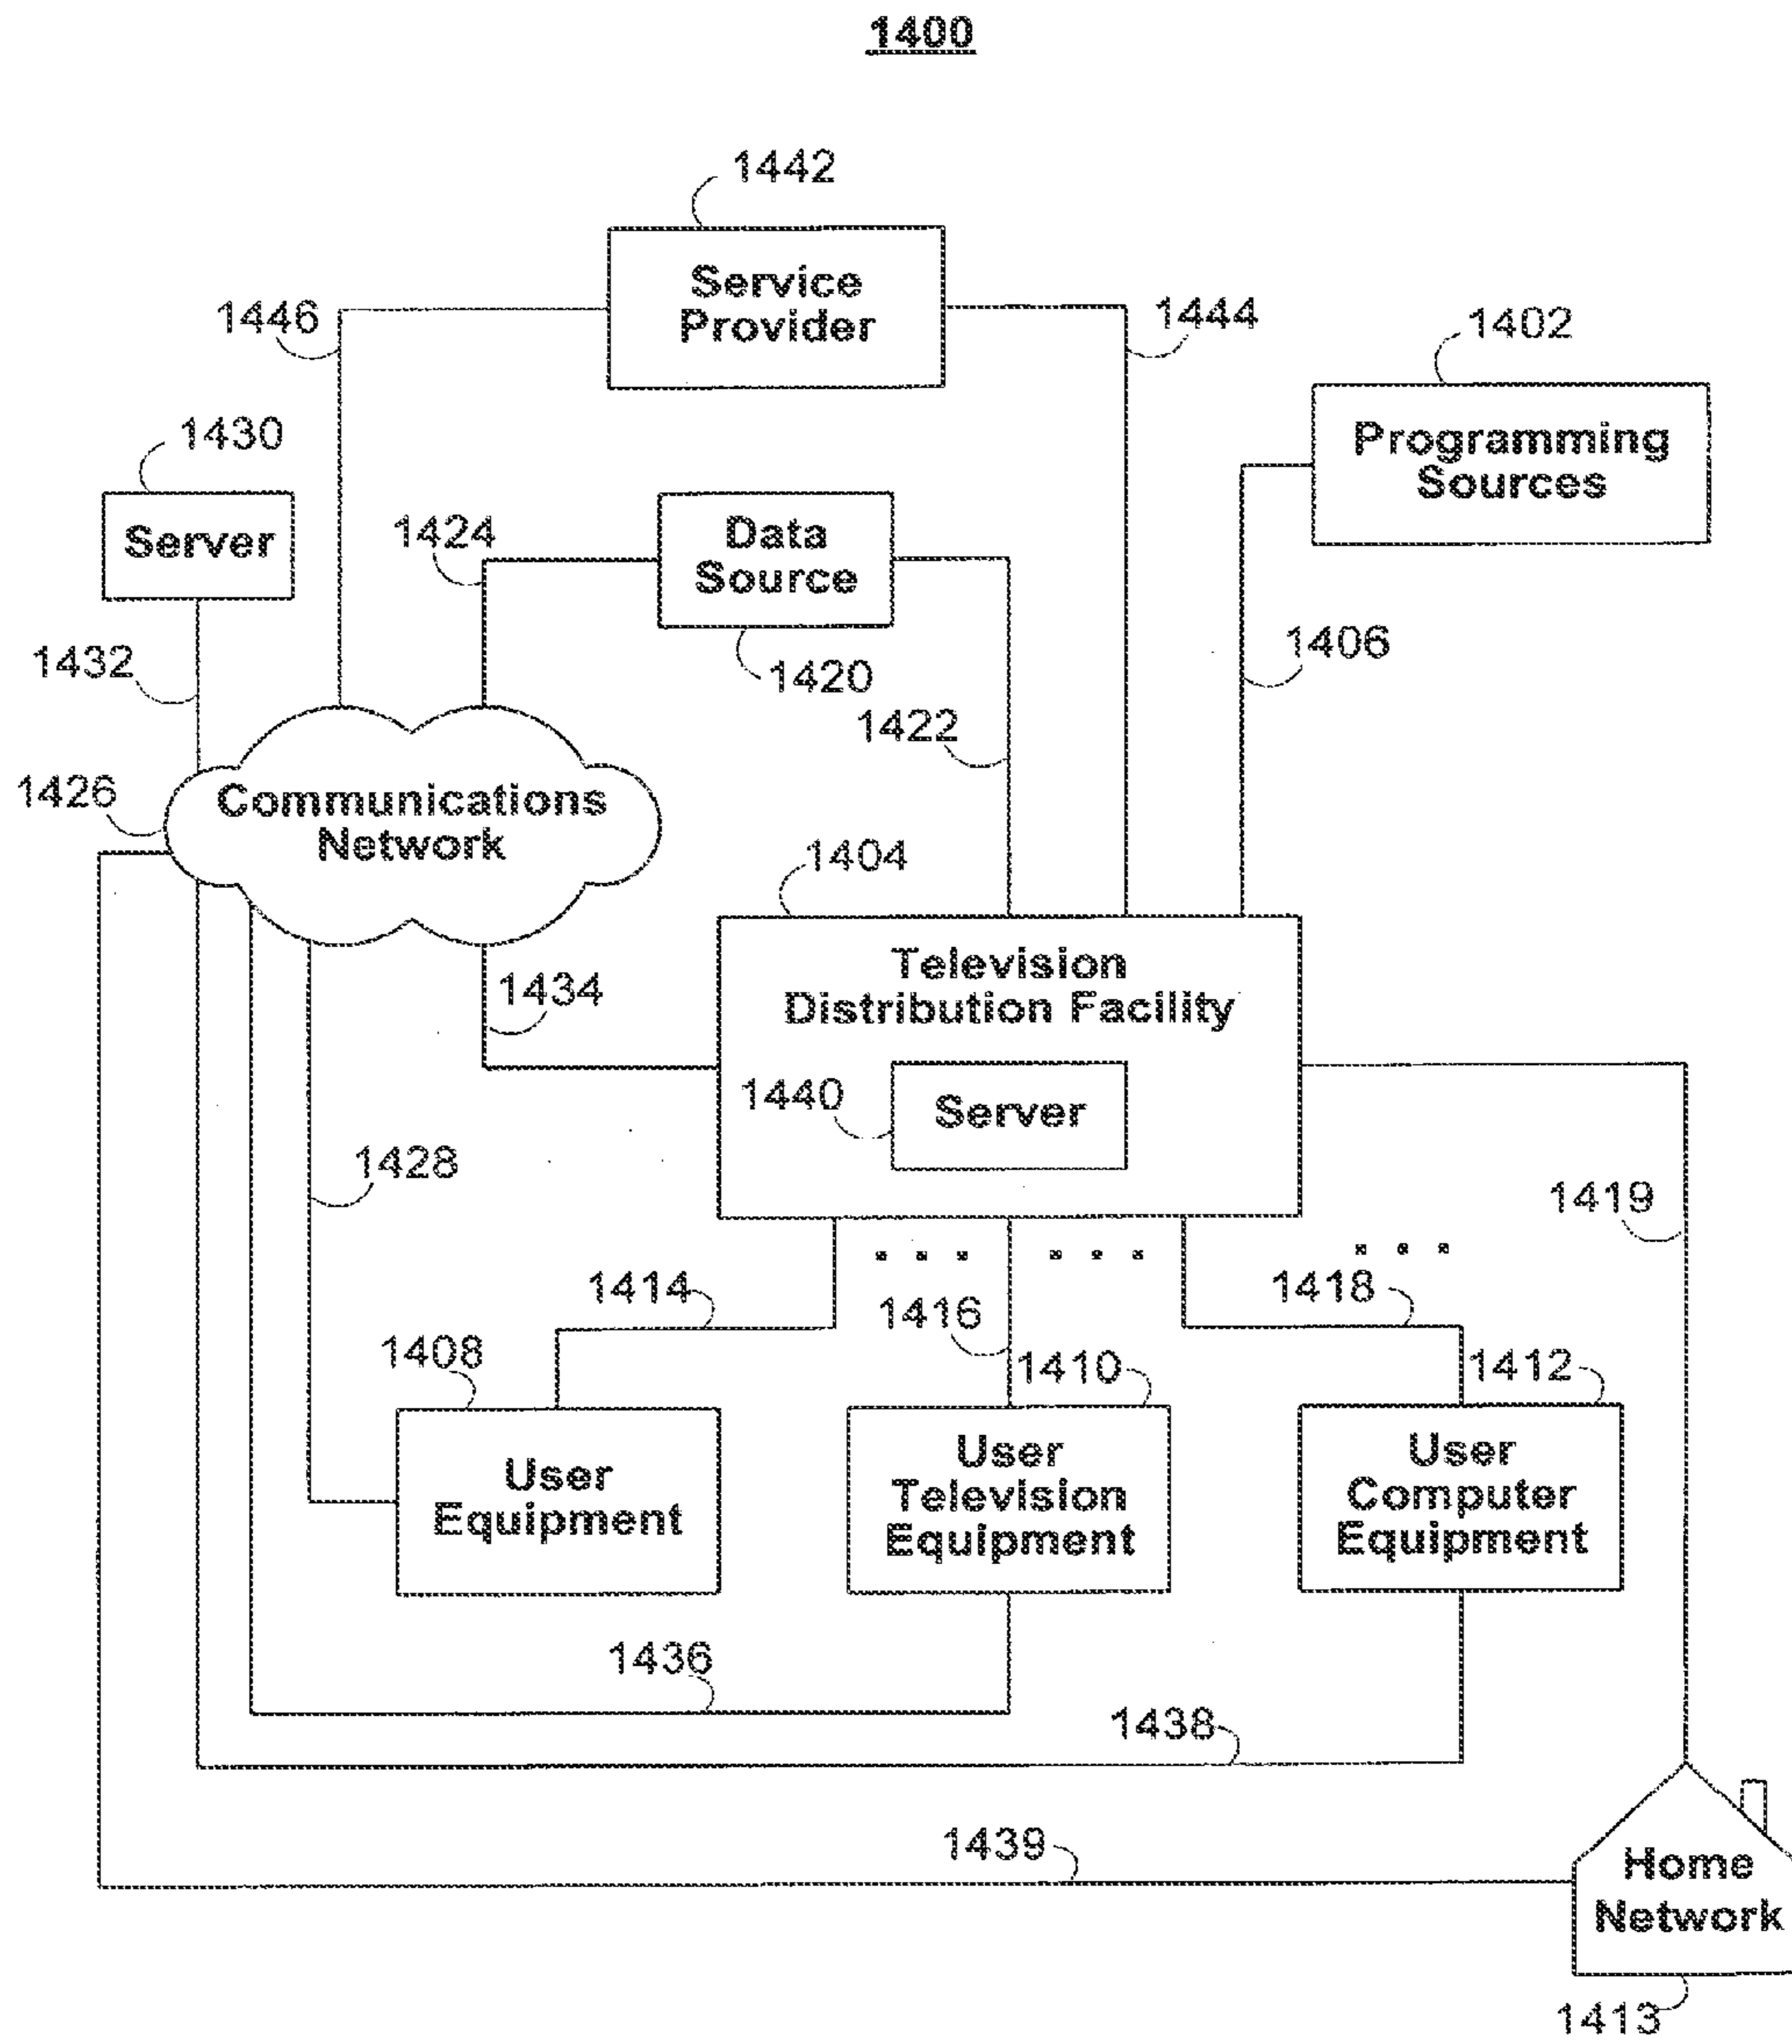 1400
1442
Service
Provider
1446
1444
1402
Programming
Sources
1430
Server
1424
Data
Source
1432
1420
1406
1422
1426
Communications
Network
1404
Television
Distribution Facility
1434
1440
Server
1428
1419
1414
1416
1418
1408
1410
1412
User
Equipment
User
Television
Equipment
User
Computer
Equipment
1436
1438
1439
Home
Network
1413